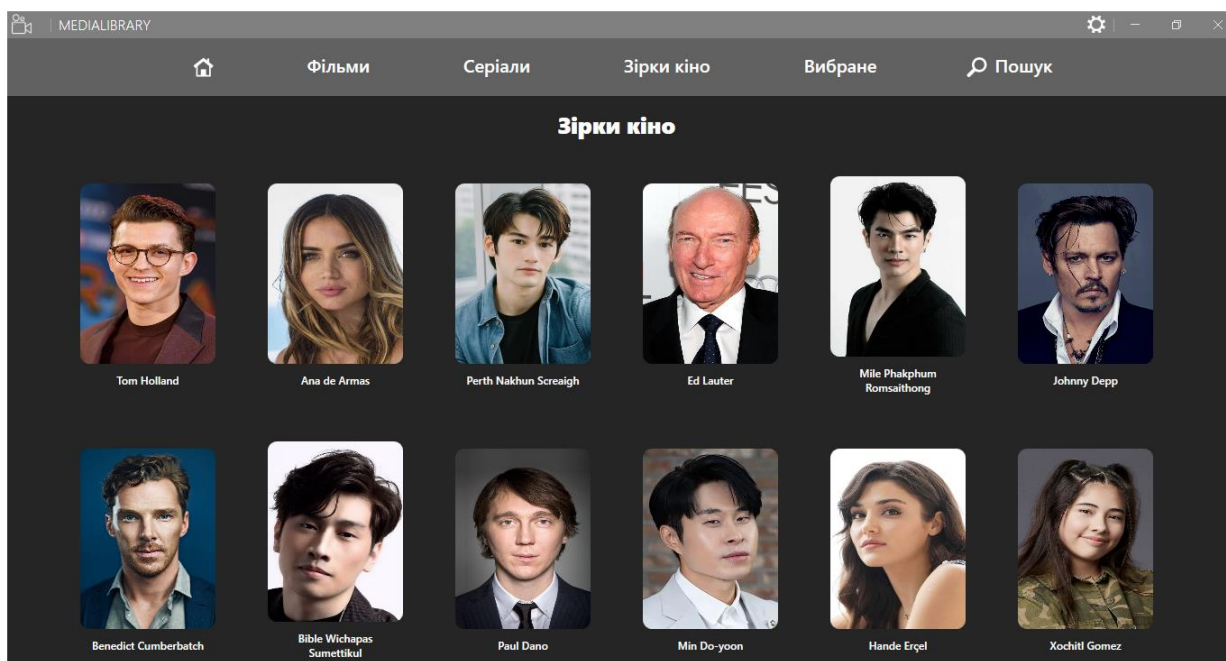 MEDIALIBRARY
Фільми Серіали Зірки кіно Вибране Пошук
Зірки кіно
Tom Holland Ana de Armas Perth Nakhun Screaigh Ed Lauter Mile Phakphum Johnny Depp
Romsaithong
Benedict Cumberbatch Bible Wichapas Paul Dano Min Do-yoon Hande Erçel Xochitl Gomez
Sumettikul